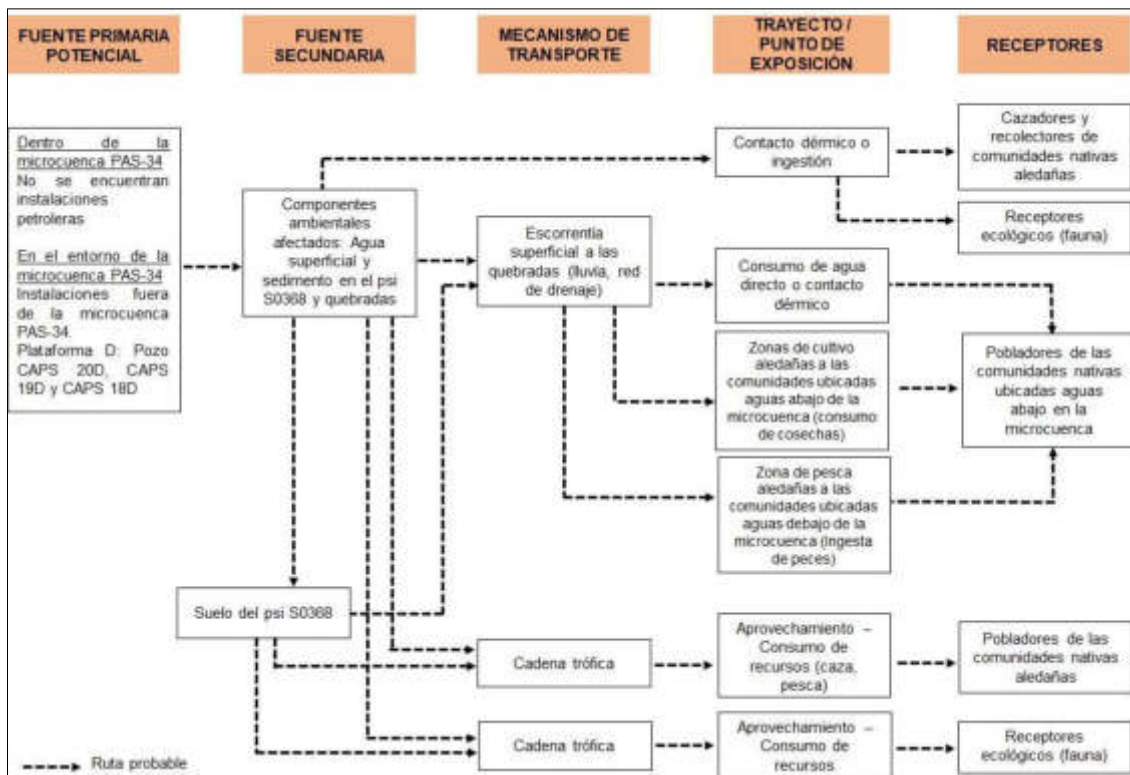 FUENTE PRIMARIA
POTENCIAL
FUENTE
SECUNDARIA
MECANISMO DE
TRANSPORTE
TRAYECTO /
PUNTO DE
EXPOSICIÓN
RECEPTORES
Dentro de la
microcuenca PAS-34
No se encuentran
instalaciones
petroleras
En el entorno de la
microcuenca PAS-34
Instalaciones fuera
de la microcuenca
PAS-34.
Plataforma D: Pozo
CAPS 20D, CAPS
19D y CAPS 18D
Componentes
ambientales
afectados: Agua
superficial y
sedimento en el psi
S0368 y quebradas
Suelo del psi S0368
Escorrentía
superficial a las
quebradas (lluvia, red
de drenaje)
Cadena trófica
Cadena trófica
Contacto dérmico o
ingestión
Consumo de agua
directo o contacto
dérmico
Zonas de cultivo
aledañas a las
comunidades ubicadas
aguas abajo de la
microcuenca (consumo
de cosechas)
Zona de pesca
aledañas a las
comunidades ubicadas
aguas debajo de la
microcuenca (Ingesta
de peces)
Aprovechamiento –
Consumo de
recursos (caza,
pesca)
Aprovechamiento –
Consumo de
recursos
Cazadores y
recolectores de
comunidades nativas
aledañas
Receptores
ecológicos (fauna)
Pobladores de las
comunidades nativas
ubicadas aguas
abajo en la
microcuenca
Pobladores de las
comunidades nativas
aledañas
Receptores
ecológicos (fauna)
Ruta probable